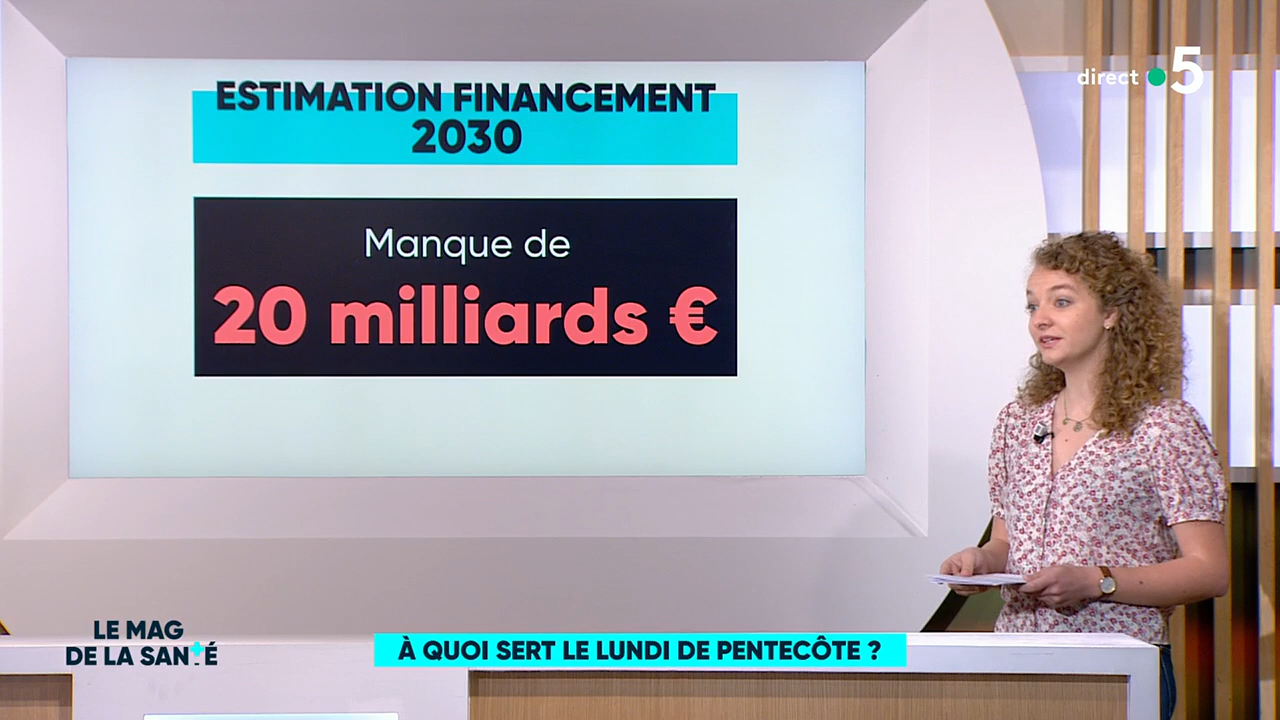 ESTIMATION FINANCEMENT
2030
Manque de
20 milliards €
direct 5
LE MAG
DE LA SANTÉ
À QUOI SERT LE LUNDI DE PENTECÔTE ?